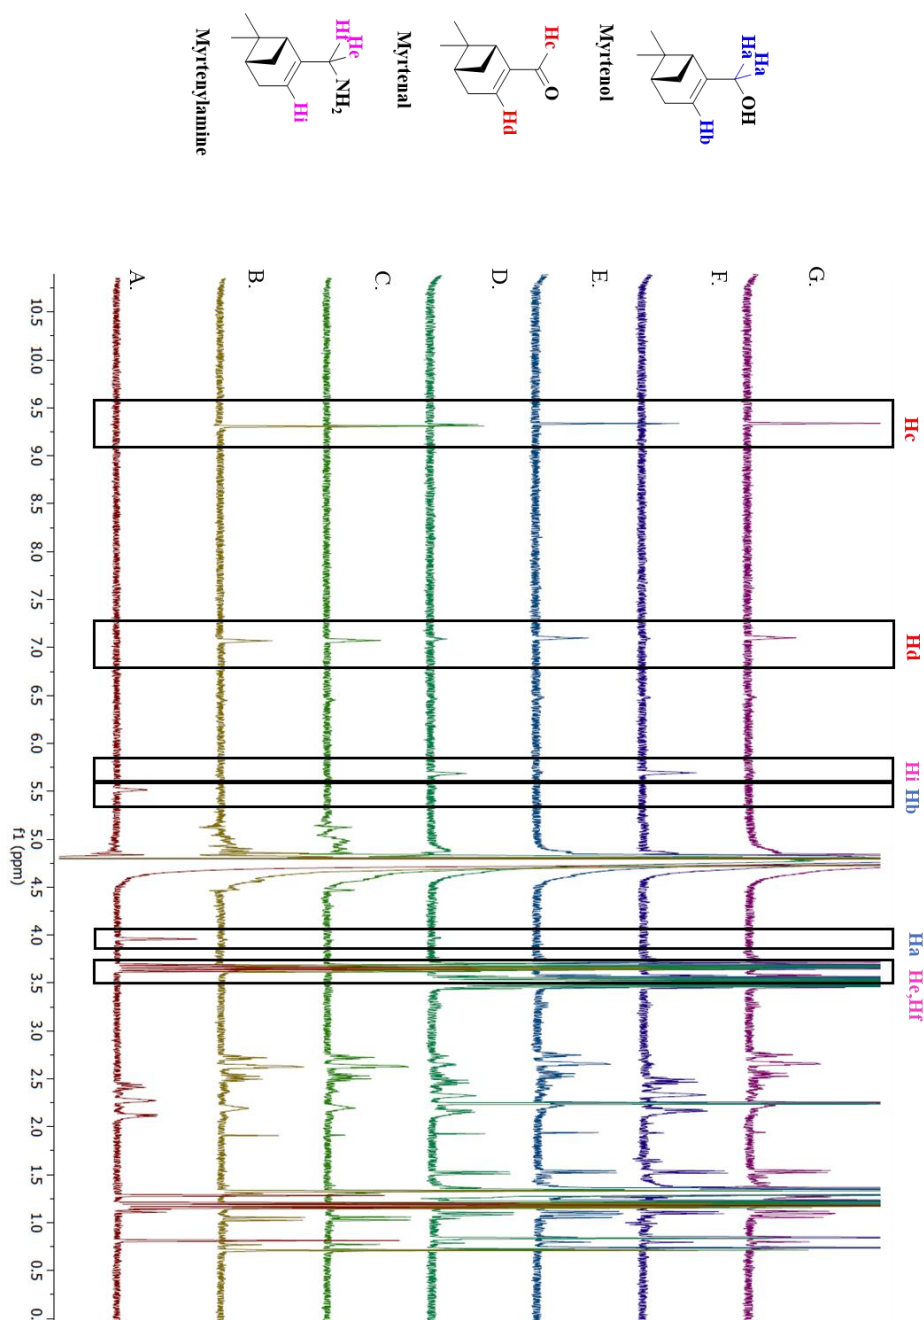 Ha
Ha
OH
Hb
Myrtenol
Hc
O
Hd
Myrtenal
Hf
He
NH2
Hi
Myrtenylamine
G.
F.
E.
D.
C.
B.
A.
Hc
Hd
Hi
Hb
Ha
He,Hf
10.5 10.0 9.5 9.0 8.5 8.0 7.5 7.0 6.5 6.0 5.5 5.0 4.5 4.0 3.5 3.0 2.5 2.0 1.5 1.0 0.5 0.
f1 (ppm)